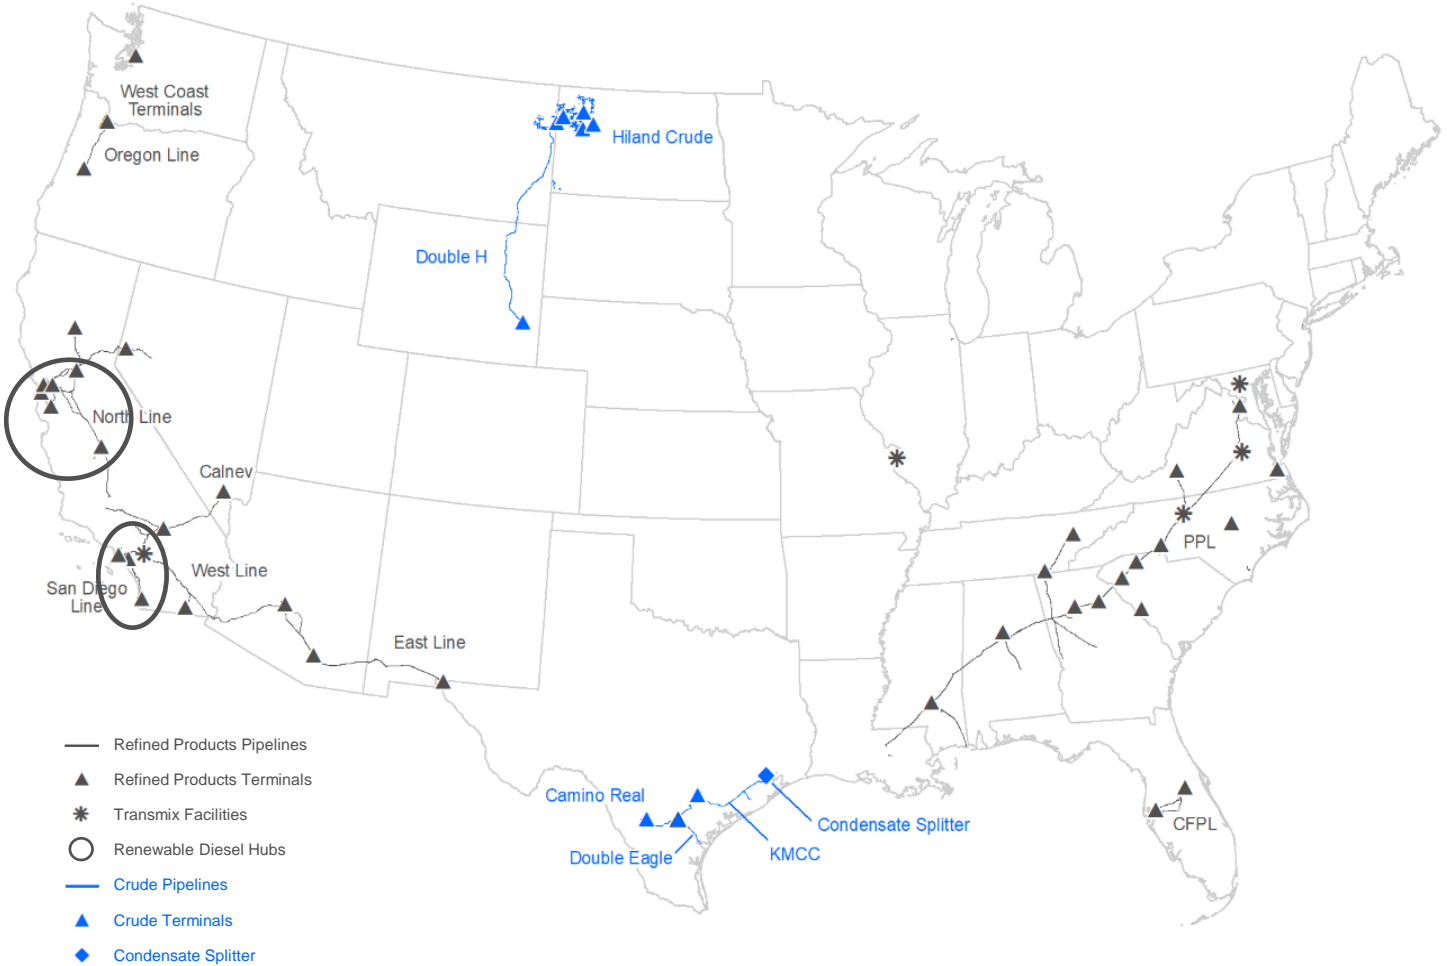 West Coast
Terminals
Oregon Line
Hiland Crude
Double H
North Line
Calnev
West Line
San Diego
Line
East Line
PPL
Camino Real
Condensate Splitter
KMCC
Double Eagle
CFPL
Refined Products Pipelines
Refined Products Terminals
Transmix Facilities
Renewable Diesel Hubs
Crude Pipelines
Crude Terminals
Condensate Splitter